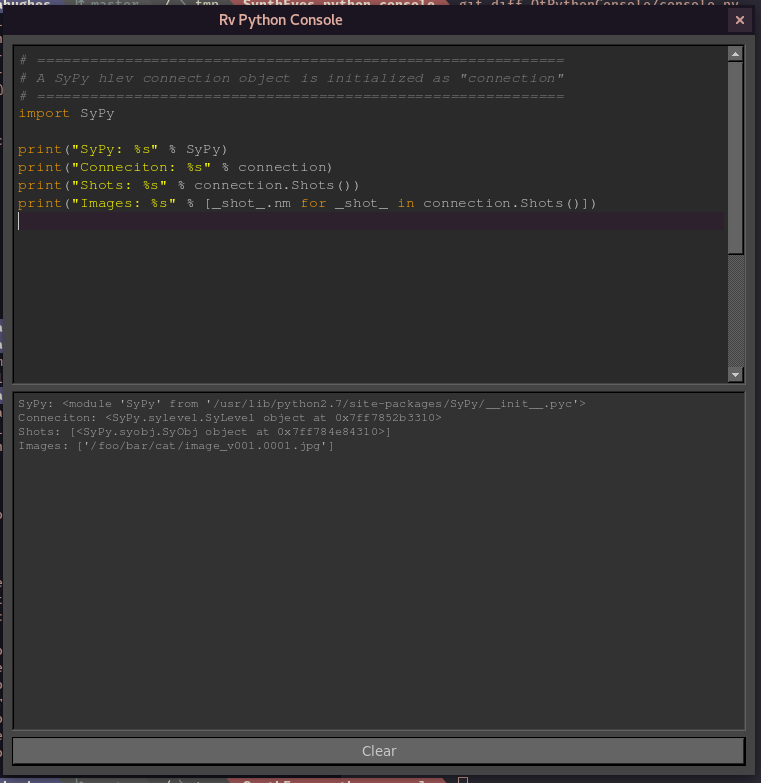 hughes master / tmp SynthEyes_python_console git diff QtPythonConsole/console.py
Rv Python Console
# =============================================================
# A SyPy hlev connection object is initialized as "connection"
# =============================================================
import SyPy
print("SyPy: %s" % SyPy)
print("Conneciton: %s" % connection)
print("Shots: %s" % connection.Shots())
print("Images: %s" % [_shot_.nm for _shot_ in connection.Shots()])
SyPy: <module 'SyPy' from '/usr/lib/python2.7/site-packages/SyPy/__init__.pyc'>
Conneciton: <SyPy.sylevel.SyLevel object at 0x7ff7852b3310>
Shots: [<SyPy.syobj.SyObj object at 0x7ff784e84310>]
Images: ['/foo/bar/cat/image_v001.0001.jpg']
Clear